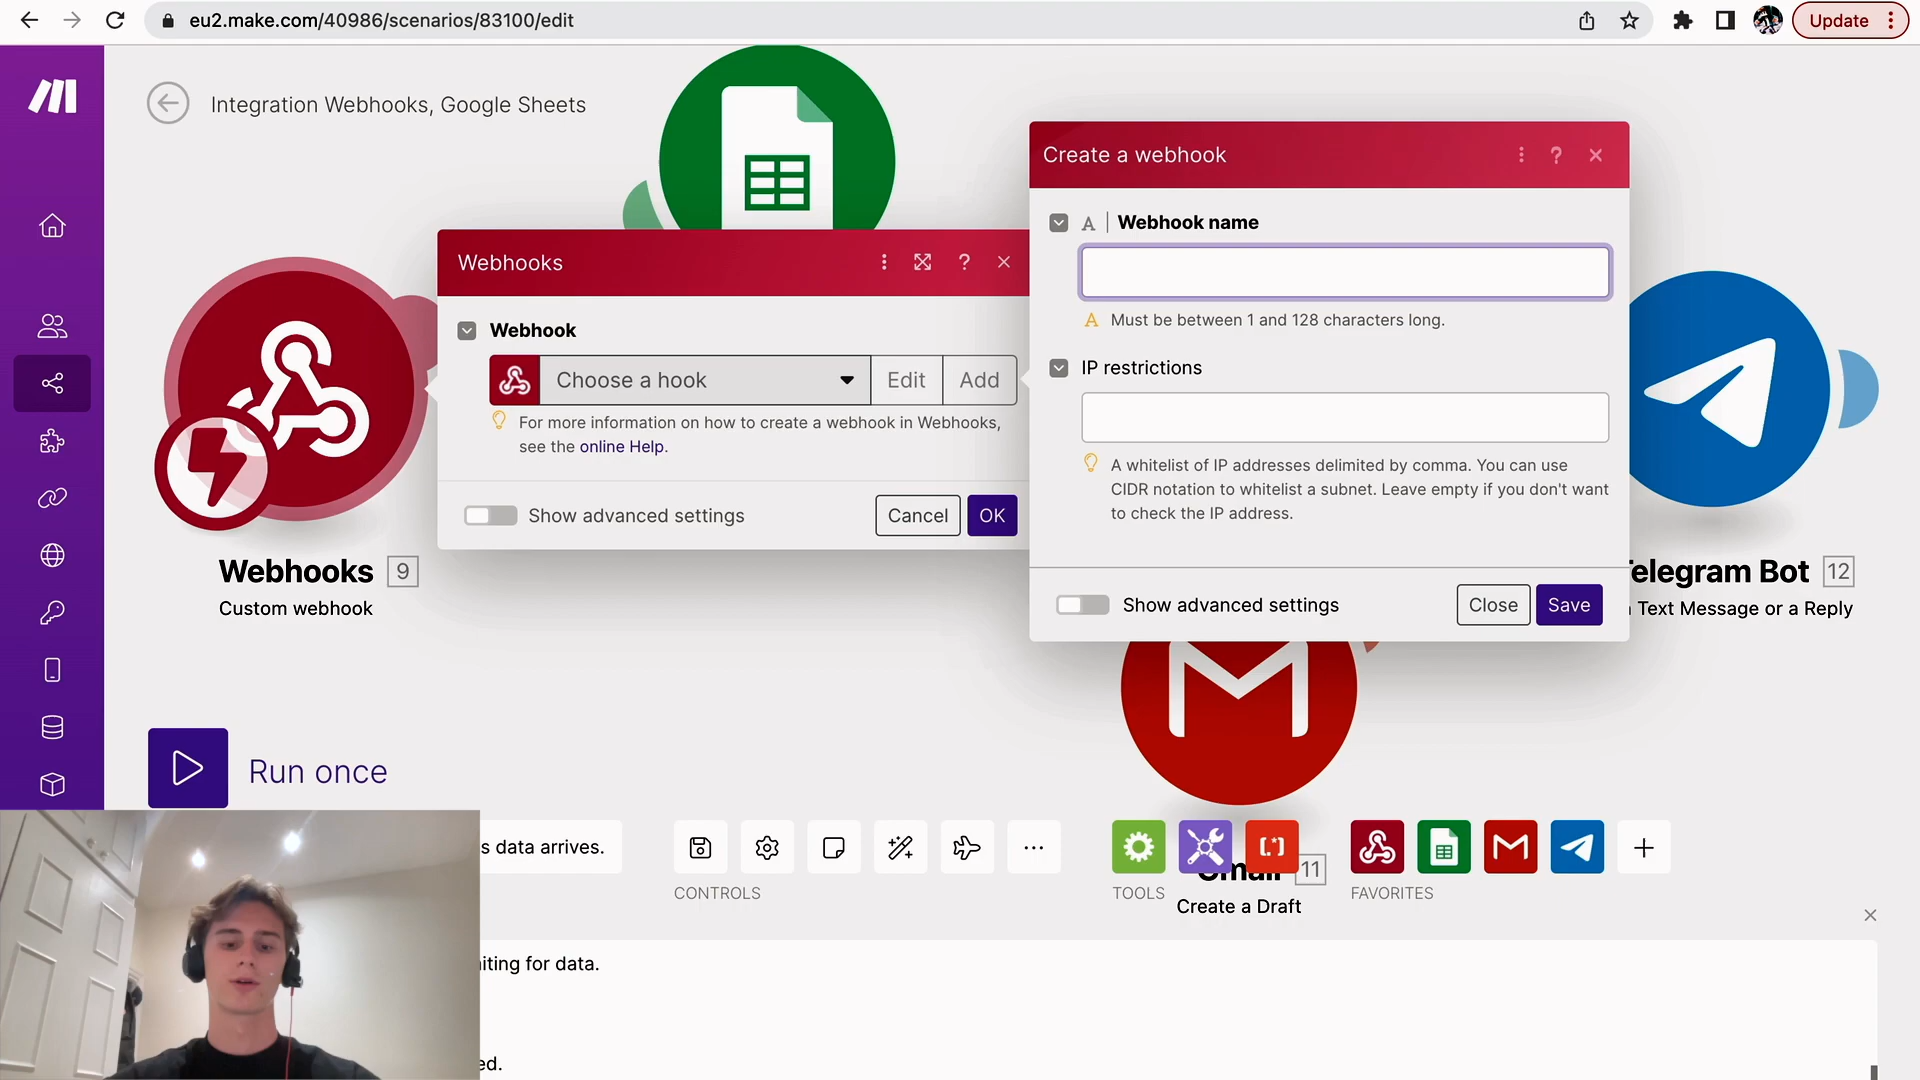 eu2.make.com/40986/scenarios/83100/edit
Update
Integration Webhooks, Google Sheets
Create a webhook
Webhook name
Must be between 1 and 128 characters long.
IP restrictions
A whitelist of IP addresses delimited by comma. You can use
CIDR notation to whitelist a subnet. Leave empty if you don't want
to check the IP address.
Show advanced settings
Close
Save
Webhooks
Webhook
Choose a hook
Edit
Add
For more information on how to create a webhook in Webhooks,
see the online Help.
Show advanced settings
Cancel
OK
Webhooks 9
Custom webhook
elegram Bot 12
Text Message or a Reply
Run once
s data arrives.
CONTROLS
TOOLS
Gmail 11
Create a Draft
FAVORITES
iting for data.
ed.